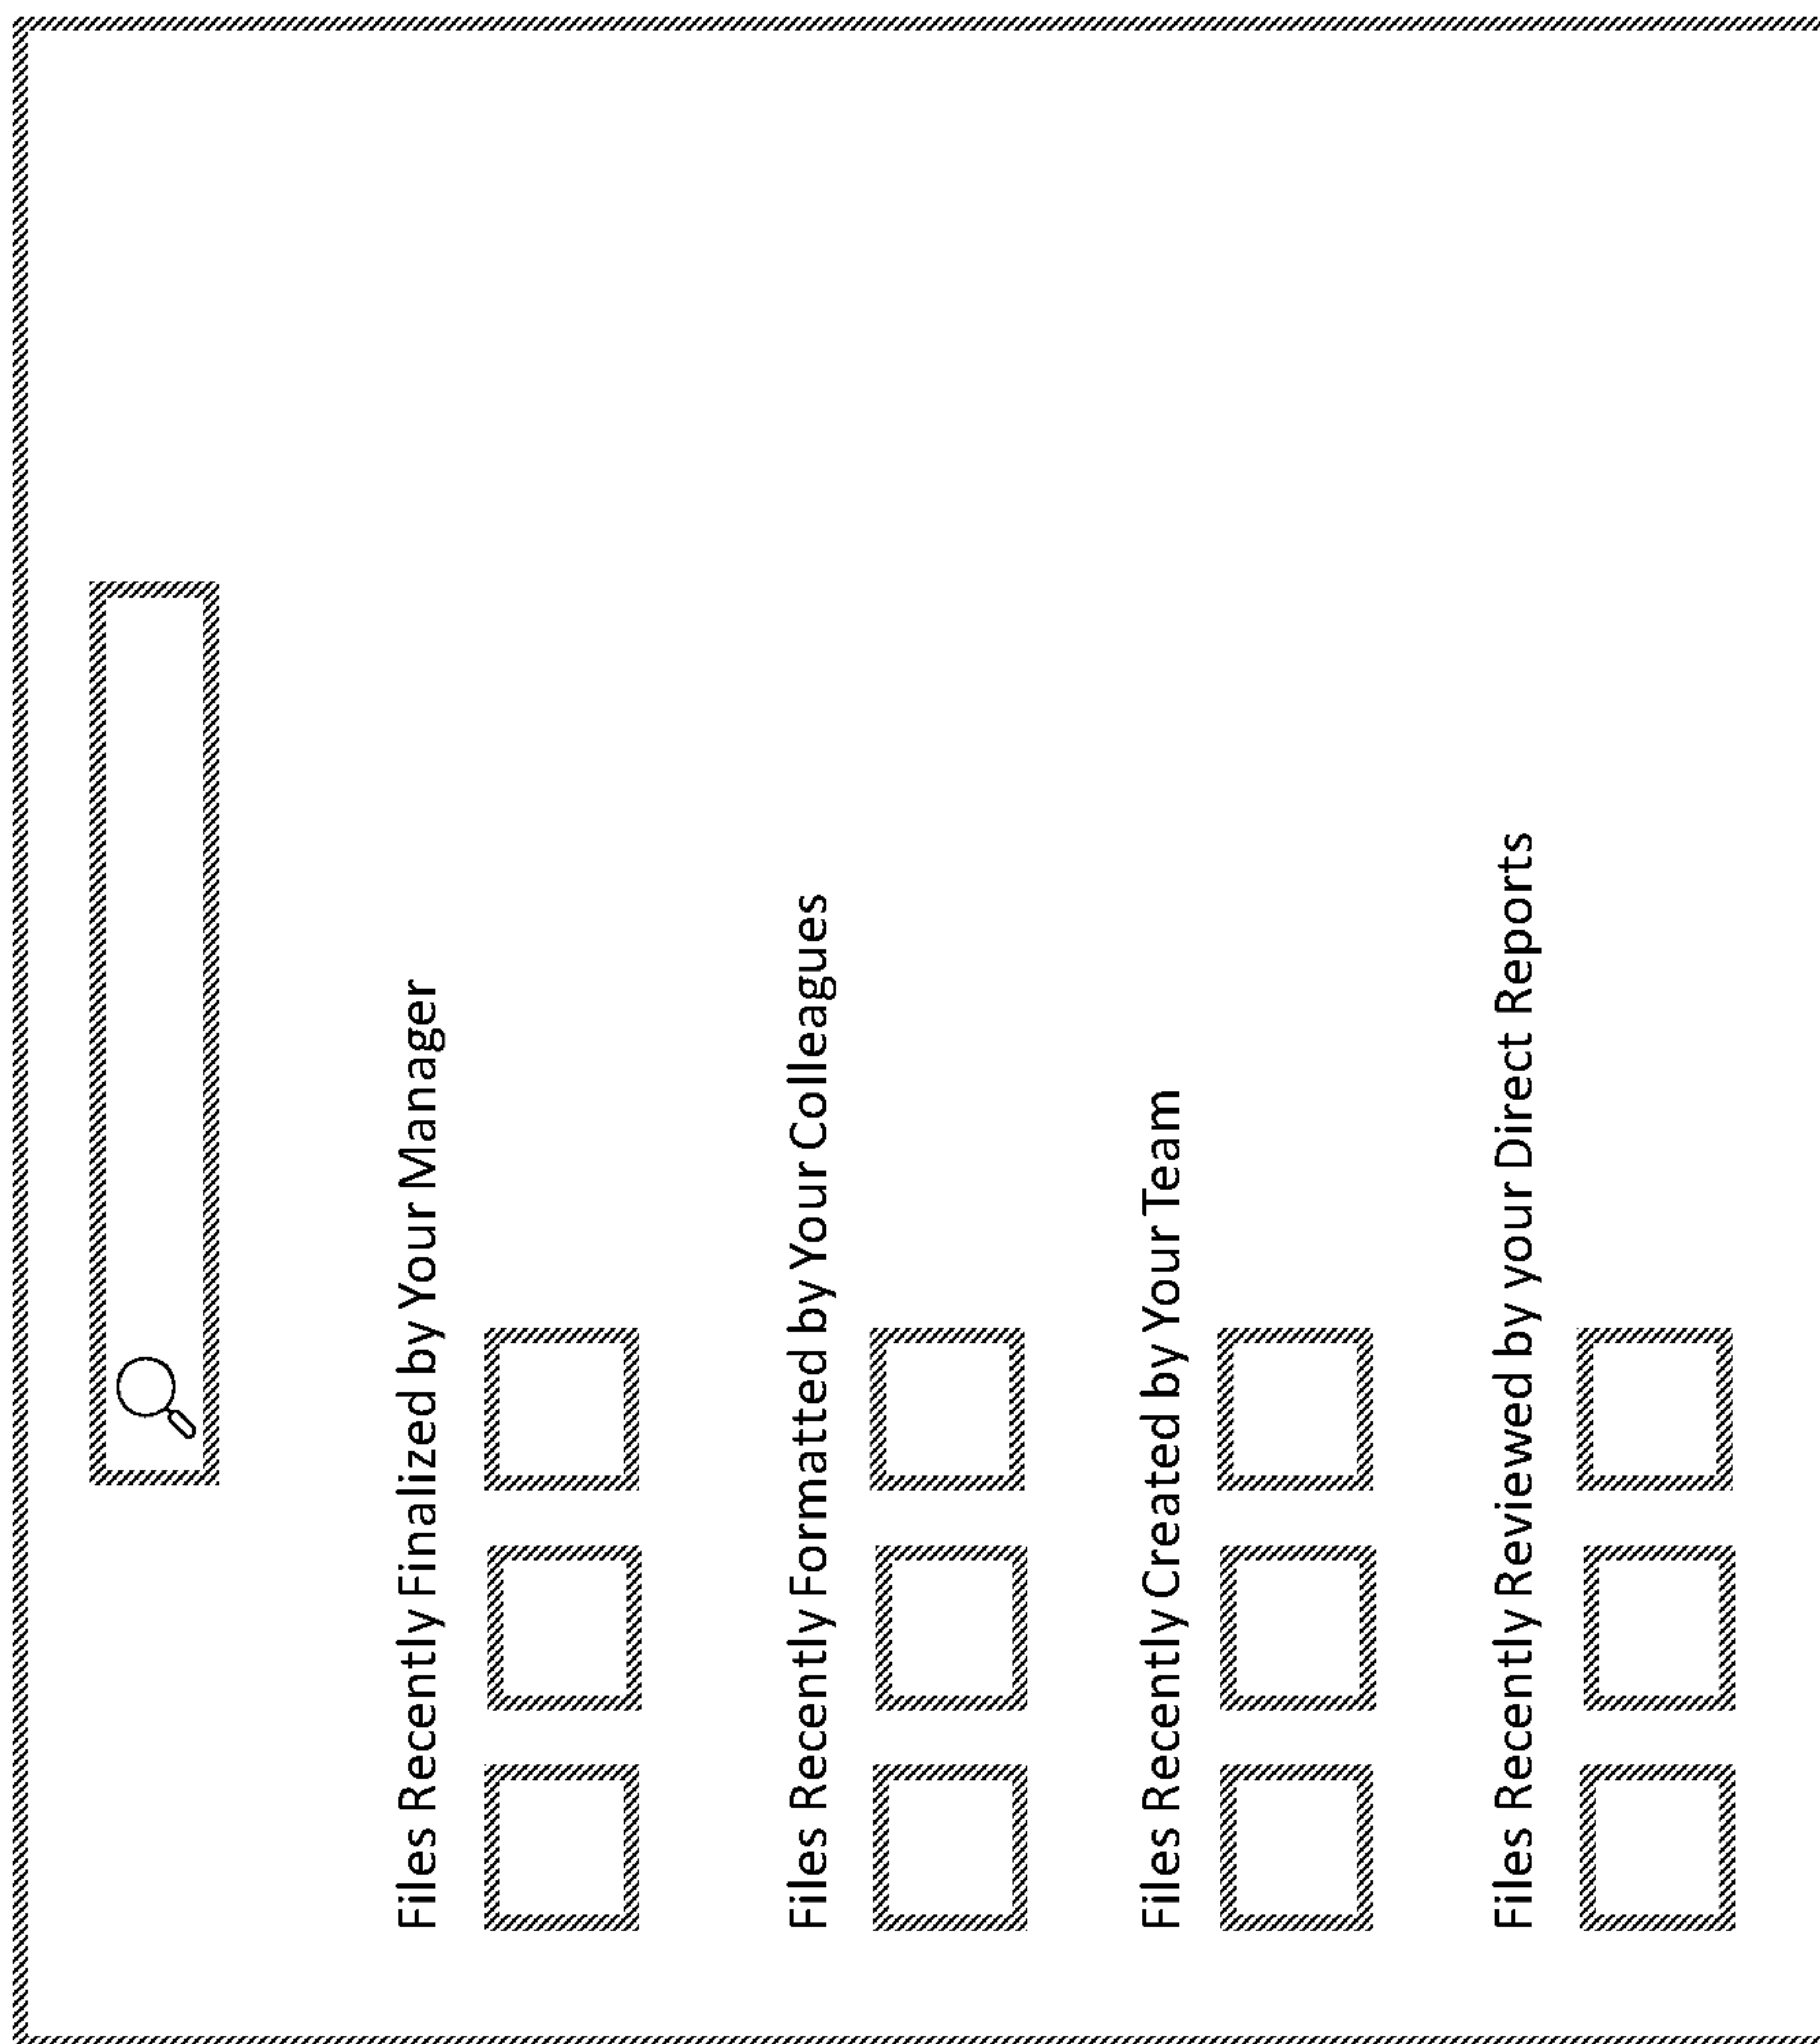 Files Recently Finalized by Your Manager
Files Recently Formatted by Your Colleagues
Files Recently Created by Your Team
Files Recently Reviewed by your Direct Reports